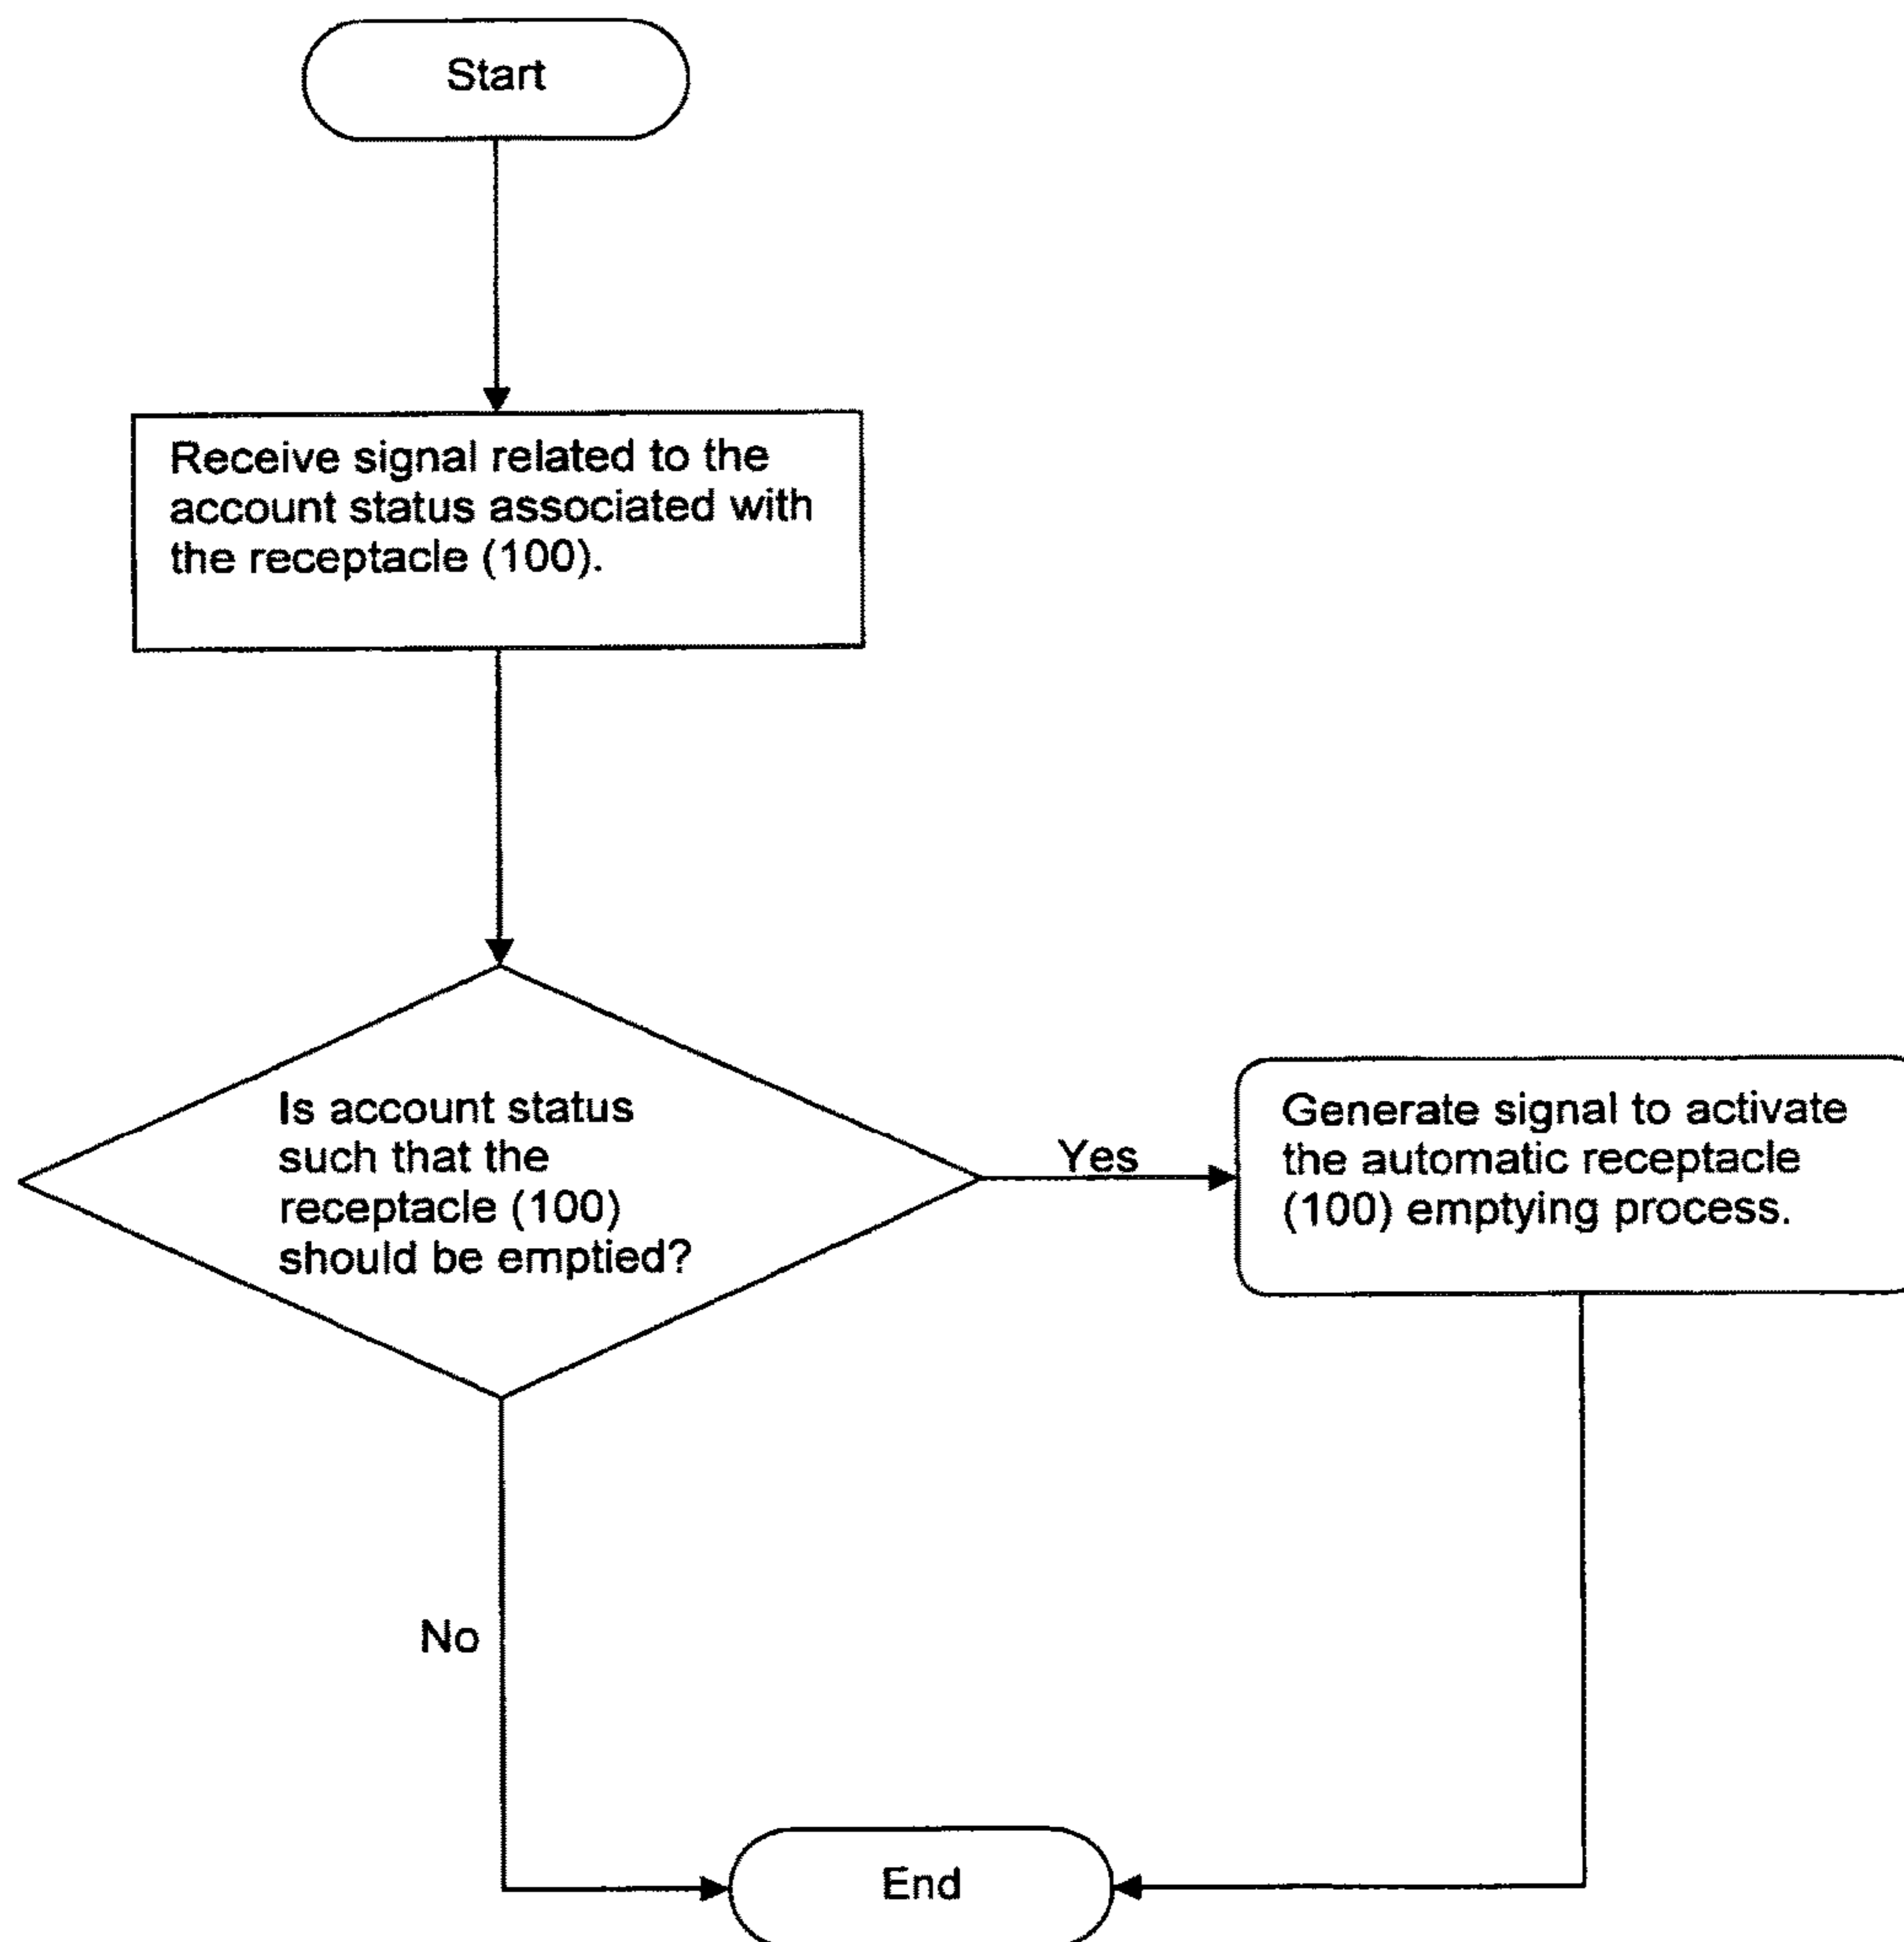 Start
Receive signal related to the
account status associated with
the receptacle (100).
Is account status
such that the
receptacle (100)
should be emptied?
Yes
Generate signal to activate
the automatic receptacle
(100) emptying process.
No
End